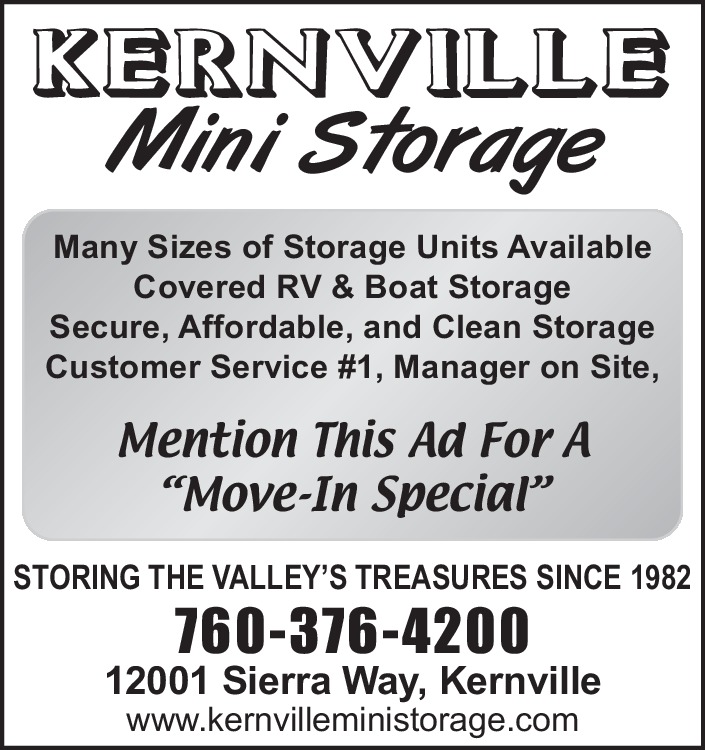 KERNVILLE
Mini Storage
Many Sizes of Storage Units Available
Covered RV & Boat Storage
Secure, Affordable, and Clean Storage
Customer Service #1, Manager on Site,
Mention This Ad For A
“Move-In Special”
STORING THE VALLEY’S TREASURES SINCE 1982
760-376-4200
12001 Sierra Way, Kernville
www.kernvilleministorage.com